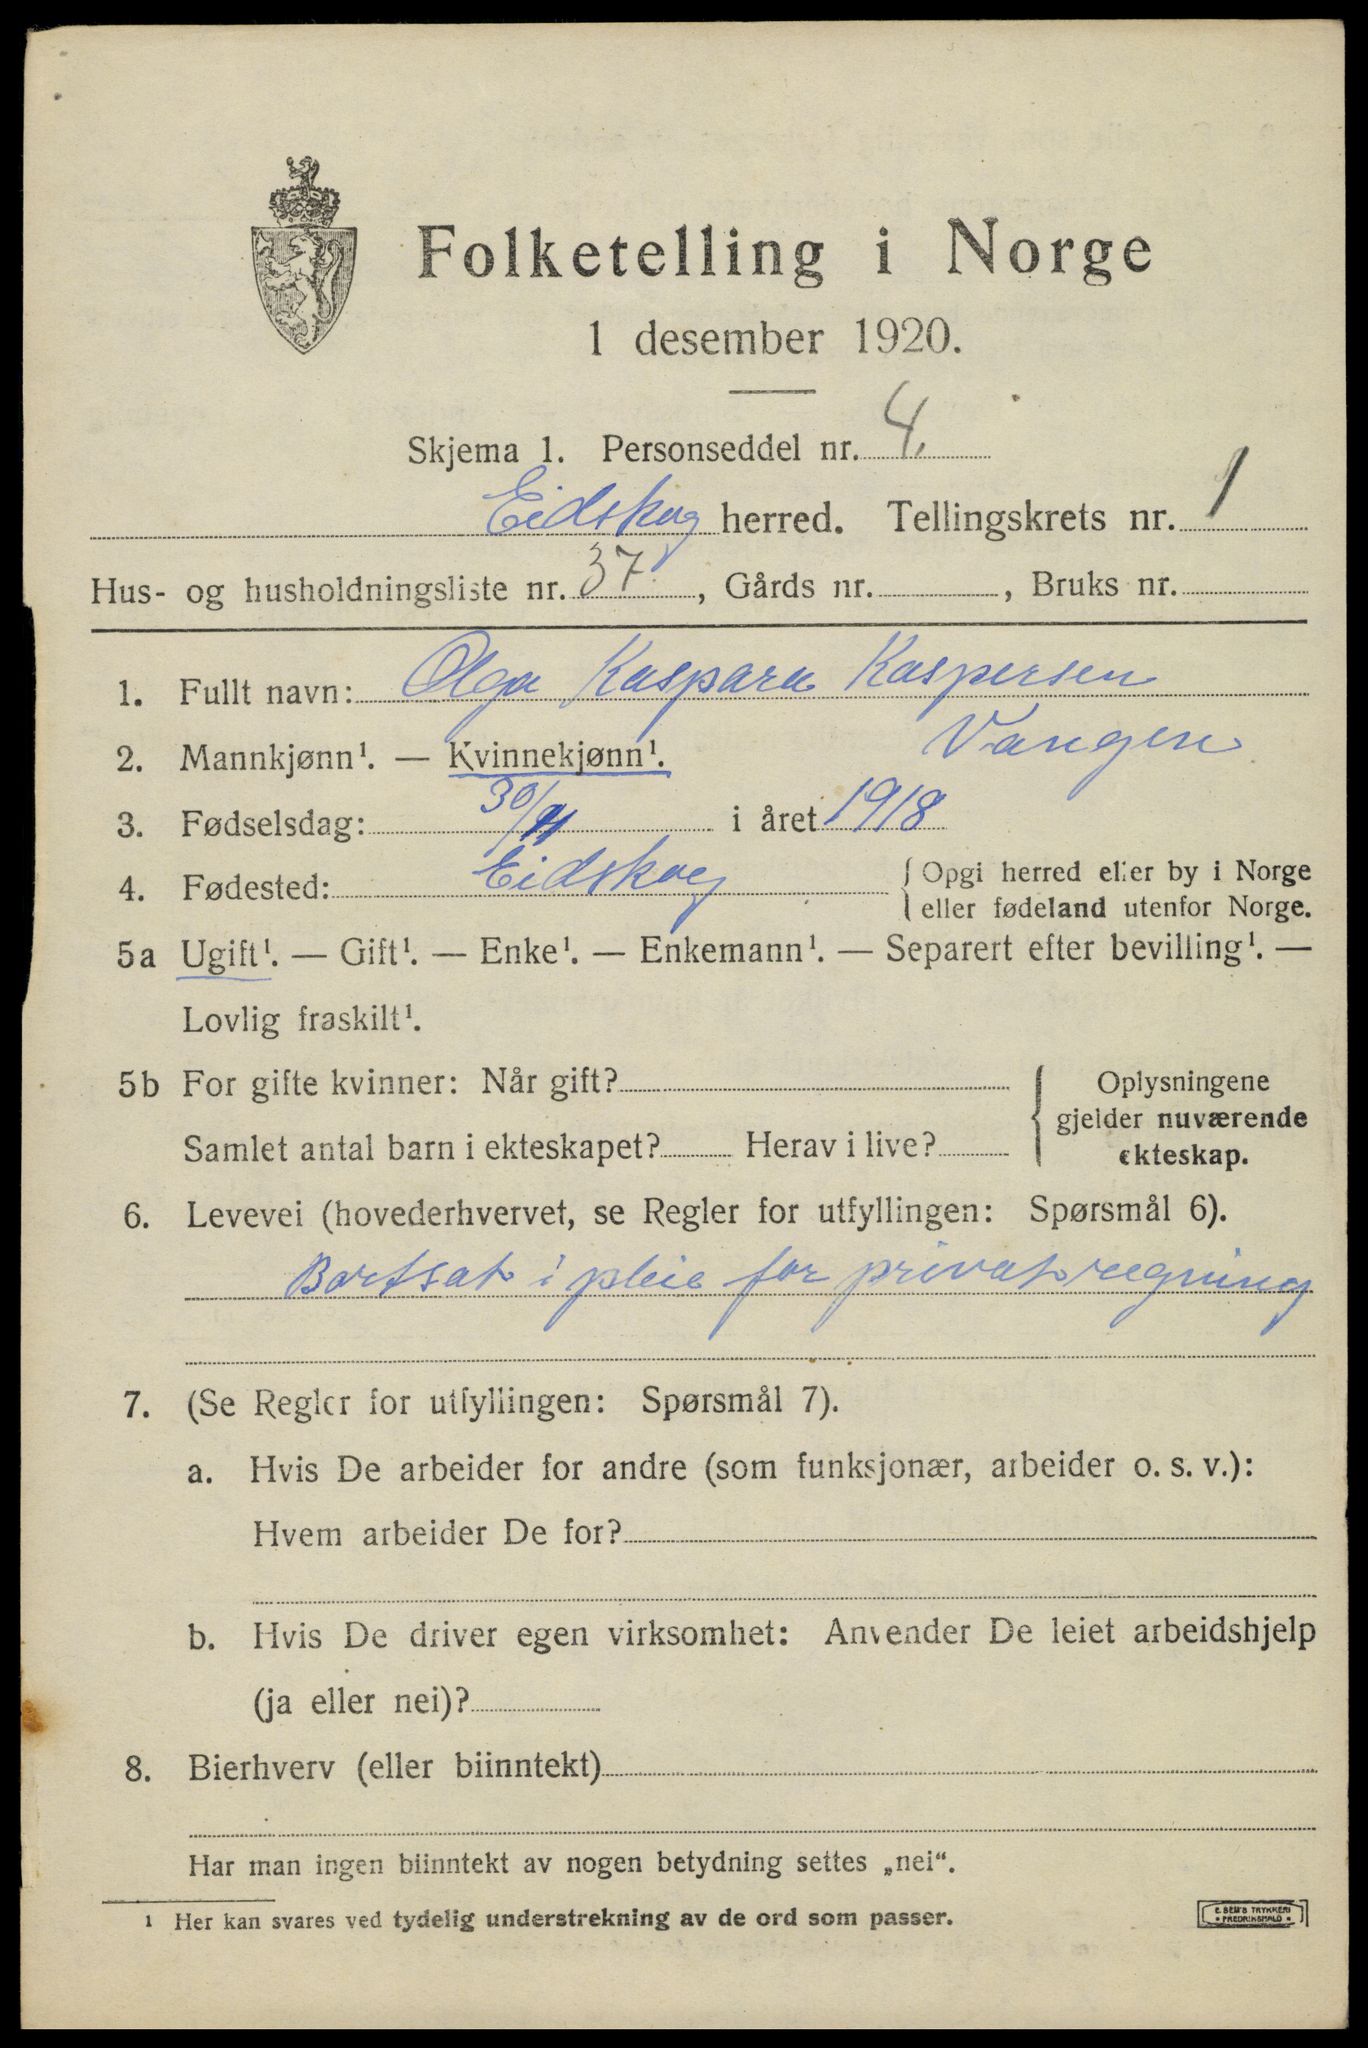 Folketelling i Norge
1 desember 1920.
Skjema 1. Personseddel nr. 4.
Eidskog herred. Tellingskrets nr. 1
Hus- og husholdningsliste nr. 37, Gårds nr. , Bruks nr.
1. Fullt navn: Olga Kaspara Kaspersen
Vangen
2. Mannkjønn¹. — Kvinnekjønn¹.
3. Fødselsdag: 30/11 i året 1918
4. Fødested: Eidskog { Opgi herred eller by i Norge
eller fødeland utenfor Norge.
5a Ugift¹. — Gift¹. — Enke¹. — Enkemann¹. — Separert efter bevilling¹. —
Lovlig fraskilt¹.
5b For gifte kvinner: Når gift? { Oplysningene
gjelder nuværende
Samlet antal barn i ekteskapet? Herav i live? ekteskap.
6. Levevei (hovederhvervet, se Regler for utfyllingen: Spørsmål 6).
Bortsat i pleie for privat regning
7. (Se Regler for utfyllingen: Spørsmål 7).
a. Hvis De arbeider for andre (som funksjonær, arbeider o. s. v.):
Hvem arbeider De for?
b. Hvis De driver egen virksomhet: Anvender De leiet arbeidshjelp
(ja eller nei)?
8. Bierhverv (eller biinntekt)
Har man ingen biinntekt av nogen betydning settes „nei“.
¹ Her kan svares ved tydelig understrekning av de ord som passer.
E. SEM'S TRYKKERI
• FREDRIKSHALD •